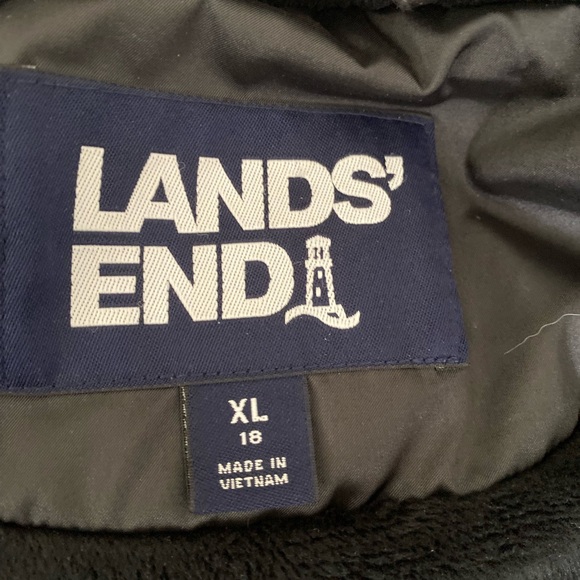 LANDS'
END
XL
18
MADE IN
VIETNAM